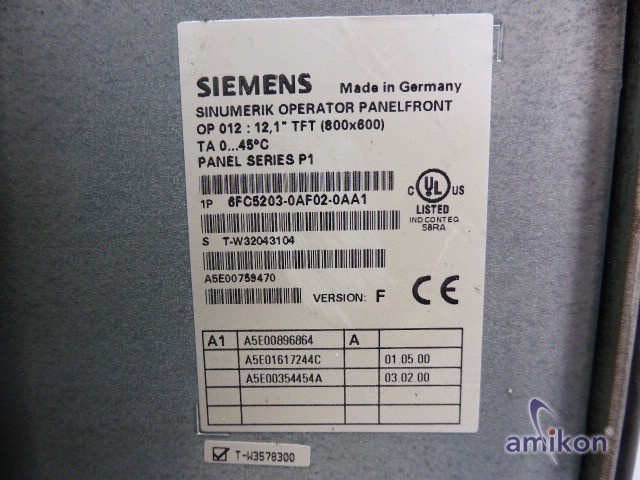 SIEMENS Made in Germany
SINUMERIK OPERATOR PANELFRONT
OP 012 : 12,1" TFT (800x600)
TA 0...45°C
PANEL SERIES P1
1P 6FC5203-0AF02-0AA1
C UL US
LISTED
IND CONT EQ
58RA
S T-W32043104
A5E00759470
VERSION: F CE
A1 A5E00896864 A
A5E01617244C 01.05.00
A5E00354454A 03.02.00
T-W3578300
amikon